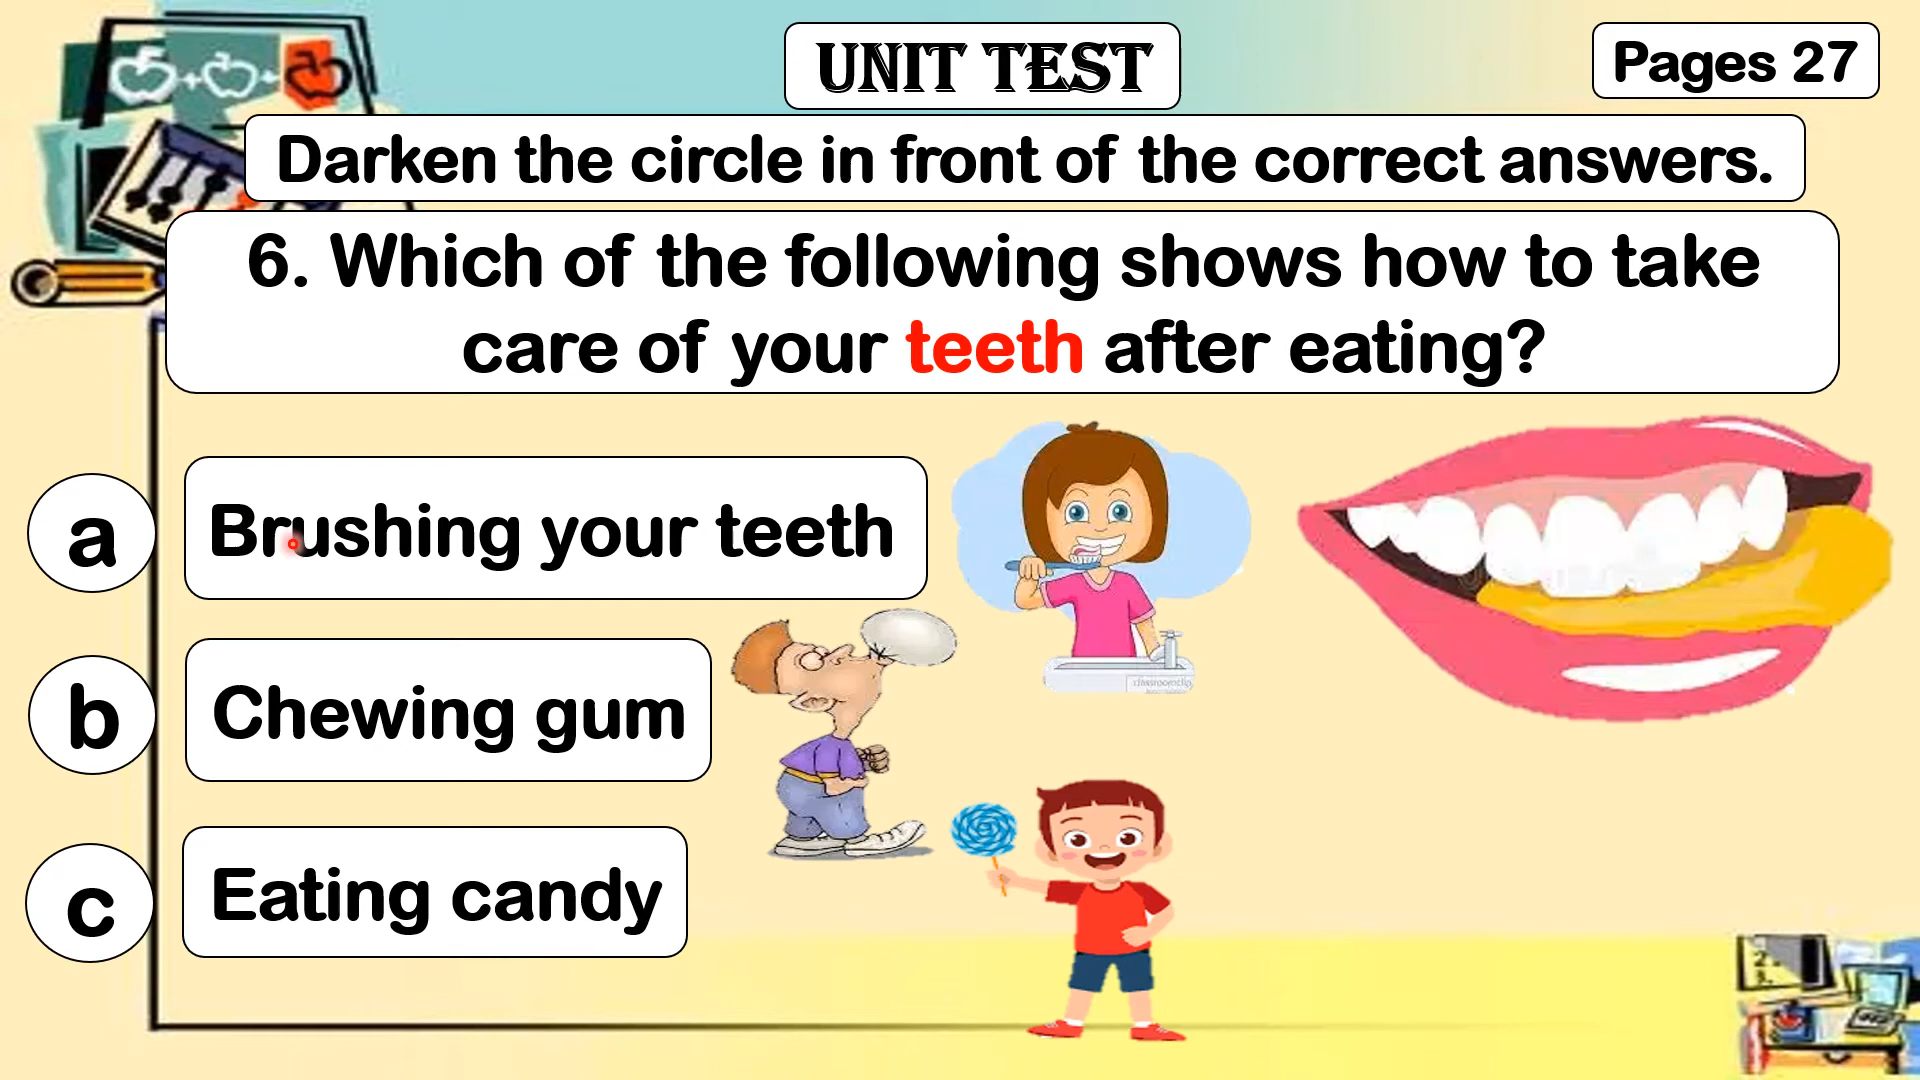 UNIT TEST
Pages 27
Darken the circle in front of the correct answers.
6. Which of the following shows how to take
care of your teeth after eating?
a
Brushing your teeth
b
Chewing gum
c
Eating candy
classroomclip